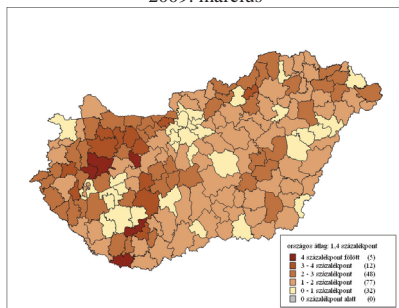 2009. március
országos átlag: 1,4 százalékpont
4 százalékpont fölött (5)
3 - 4 százalékpont (12)
2 - 3 százalékpont (48)
1 - 2 százalékpont (77)
0 - 1 százalékpont (32)
0 százalékpont alatt (0)